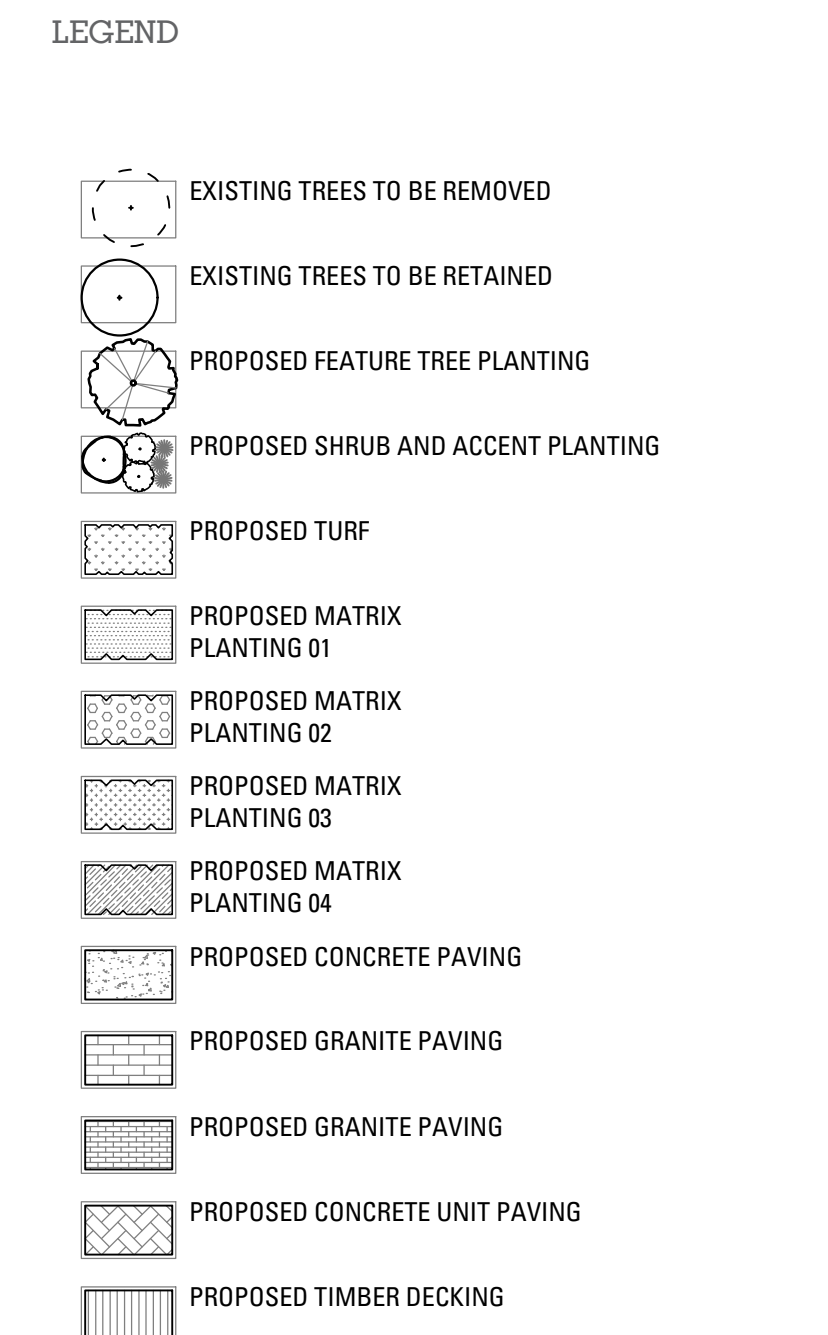 LEGEND
EXISTING TREES TO BE REMOVED
EXISTING TREES TO BE RETAINED
PROPOSED FEATURE TREE PLANTING
PROPOSED SHRUB AND ACCENT PLANTING
PROPOSED TURF
PROPOSED MATRIX
PLANTING 01
PROPOSED MATRIX
PLANTING 02
PROPOSED MATRIX
PLANTING 03
PROPOSED MATRIX
PLANTING 04
PROPOSED CONCRETE PAVING
PROPOSED GRANITE PAVING
PROPOSED GRANITE PAVING
PROPOSED CONCRETE UNIT PAVING
PROPOSED TIMBER DECKING